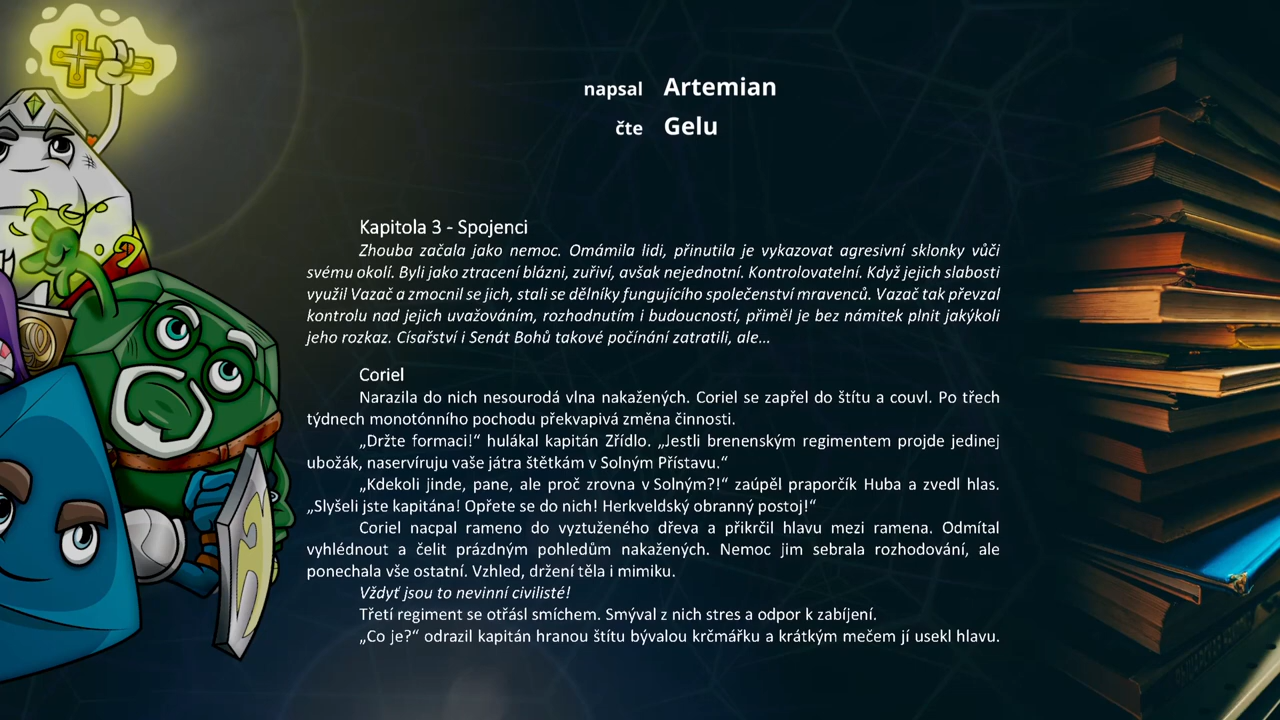 napsal Artemian
čte Gelu
Kapitola 3 - Spojenci
Zhouba začala jako nemoc. Omámila lidi, přinutila je vykazovat agresivní sklonky vůči
svému okolí. Byli jako ztracení blázni, zuřiví, avšak nejednotní. Kontrolovatelní. Když jejich slabosti
využil Vazač a zmocnil se jich, stali se dělníky fungujícího společenství mravenců. Vazač tak převzal
kontrolu nad jejich uvažováním, rozhodnutím i budoucností, přiměl je bez námitek plnit jakýkoli
jeho rozkaz. Císařství i Senát Bohů takové počínání zatratili, ale...
Coriel
Narazila do nich nesourodá vlna nakažených. Coriel se zapřel do štítu a couvl. Po třech
týdnech monotónního pochodu překvapivá změna činnosti.
„Držte formaci!“ hulákal kapitán Zřídlo. „Jestli brenenským regimentem projde jedinej
ubožák, naservíruju vaše játra štětkám v Solným Přístavu.“
„Kdekoli jinde, pane, ale proč zrovna v Solným?!“ zaúpěl praporčík Huba a zvedl hlas.
„Slyšeli jste kapitána! Opřete se do nich! Herkveldský obranný postoj!“
Coriel nacpal rameno do vyztuženého dřeva a přikrčil hlavu mezi ramena. Odmítal
vyhlédnout a čelit prázdným pohledům nakažených. Nemoc jim sebrala rozhodování, ale
ponechala vše ostatní. Vzhled, držení těla i mimiku.
Vždyť jsou to nevinní civilisté!
Třetí regiment se otřásl smíchem. Smýval z nich stres a odpor k zabíjení.
„Co je?“ odrazil kapitán hranou štítu bývalou krčmářku a krátkým mečem jí usekl hlavu.